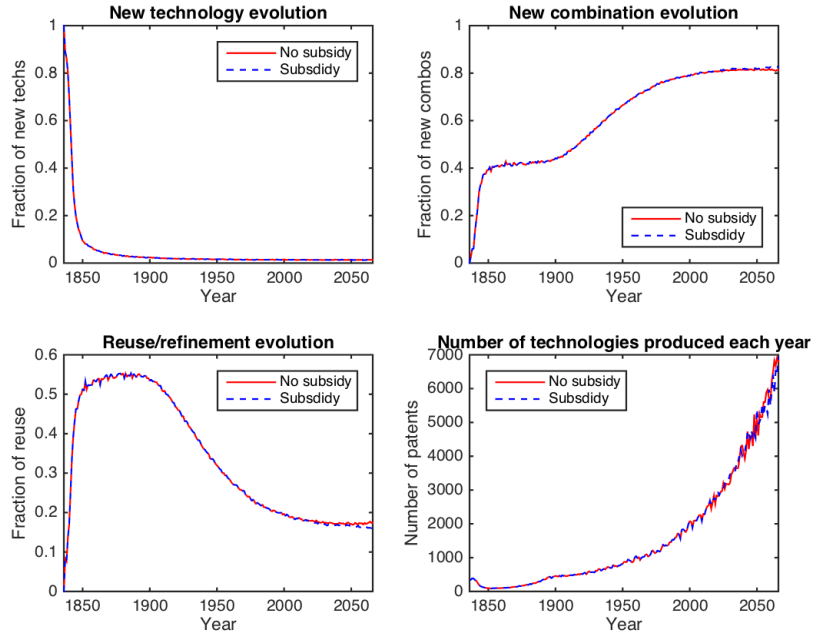 New technology evolution
1
0.8
0.6
0.4
0.2
0
Fraction of new techs
No subsidy
Subsdidy
1850 1900 1950 2000 2050
Year
New combination evolution
1
0.8
0.6
0.4
0.2
0
Fraction of new combos
No subsidy
Subsdidy
1850 1900 1950 2000 2050
Year
Reuse/refinement evolution
0.6
0.5
0.4
0.3
0.2
0.1
0
Fraction of reuse
No subsidy
Subsdidy
1850 1900 1950 2000 2050
Year
Number of technologies produced each year
7000
6000
5000
4000
3000
2000
1000
0
Number of patents
No subsidy
Subsdidy
1850 1900 1950 2000 2050
Year